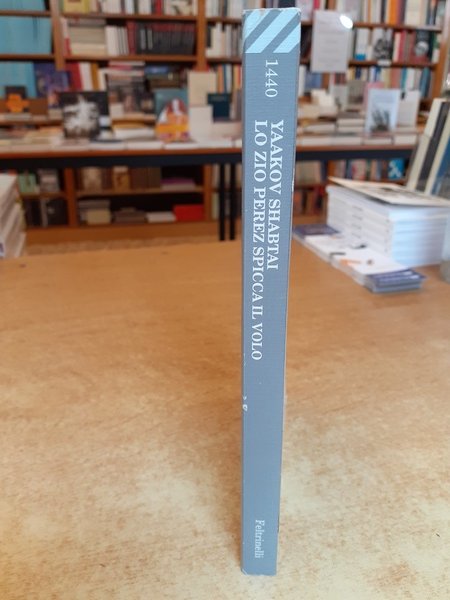 1440
YAAKOV SHABTAI
LO ZIO PEREZ SPICCA IL VOLO
Feltrinelli